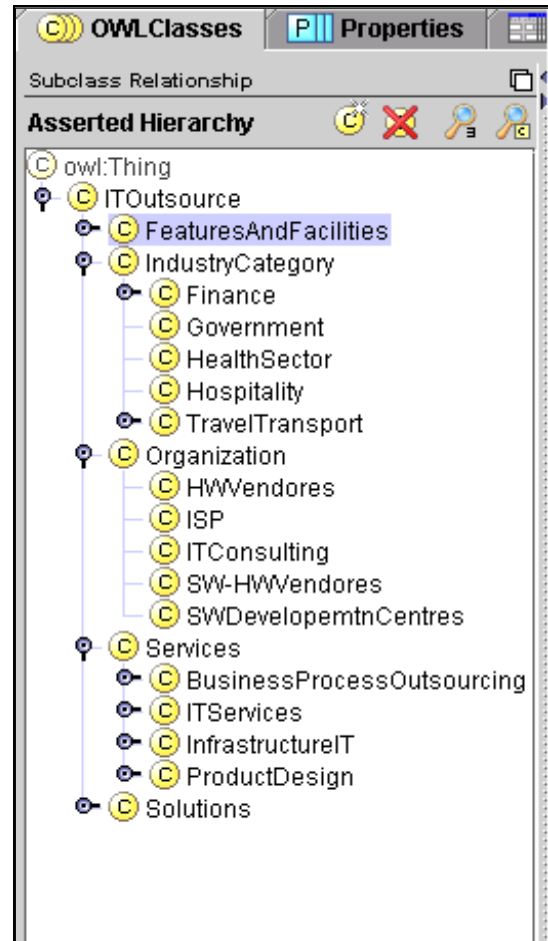 OWLClasses Properties
Subclass Relationship
Asserted Hierarchy
owl:Thing
ITOutsource
FeaturesAndFacilities
IndustryCategory
Finance
Government
HealthSector
Hospitality
TravelTransport
Organization
HWVendores
ISP
ITConsulting
SW-HWVendores
SWDevelopemtnCentres
Services
BusinessProcessOutsourcing
ITServices
InfrastructureIT
ProductDesign
Solutions